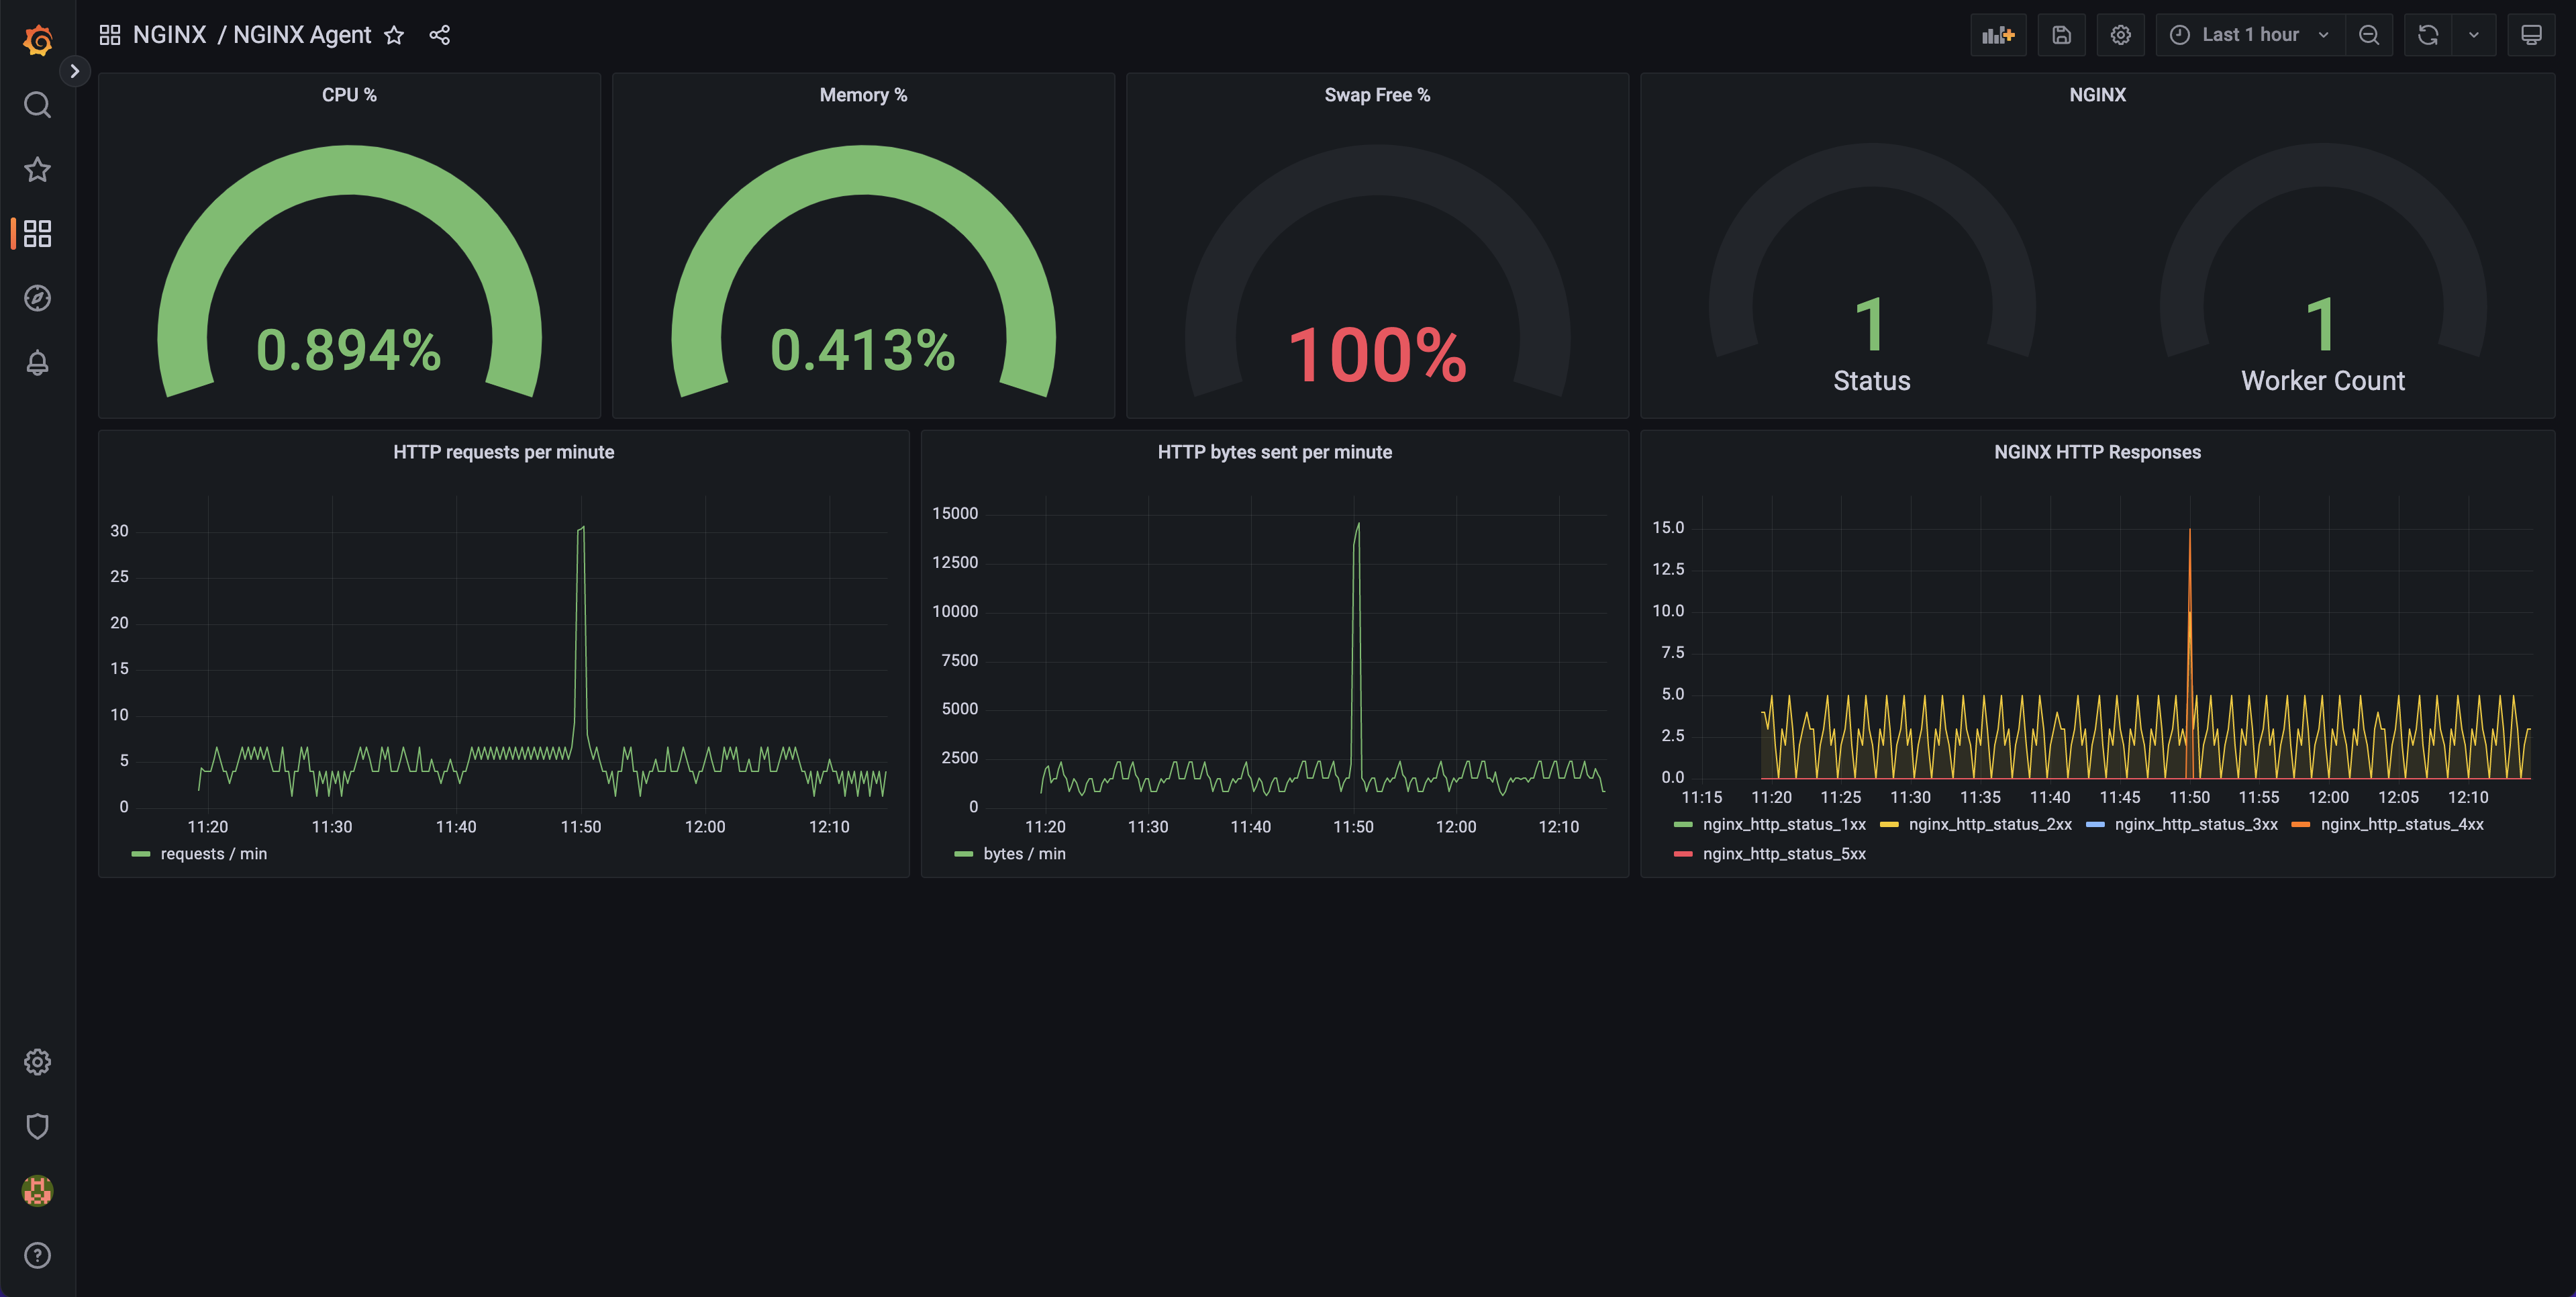 NGINX / NGINX Agent
Last 1 hour
CPU %
0.894%
Memory %
0.413%
Swap Free %
100%
NGINX
1
Status
1
Worker Count
HTTP requests per minute
30
25
20
15
10
5
0
11:20 11:30 11:40 11:50 12:00 12:10
requests / min
HTTP bytes sent per minute
15000
12500
10000
7500
5000
2500
0
11:20 11:30 11:40 11:50 12:00 12:10
bytes / min
NGINX HTTP Responses
15.0
12.5
10.0
7.5
5.0
2.5
0.0
11:15 11:20 11:25 11:30 11:35 11:40 11:45 11:50 11:55 12:00 12:05 12:10
nginx_http_status_1xx nginx_http_status_2xx nginx_http_status_3xx nginx_http_status_4xx
nginx_http_status_5xx